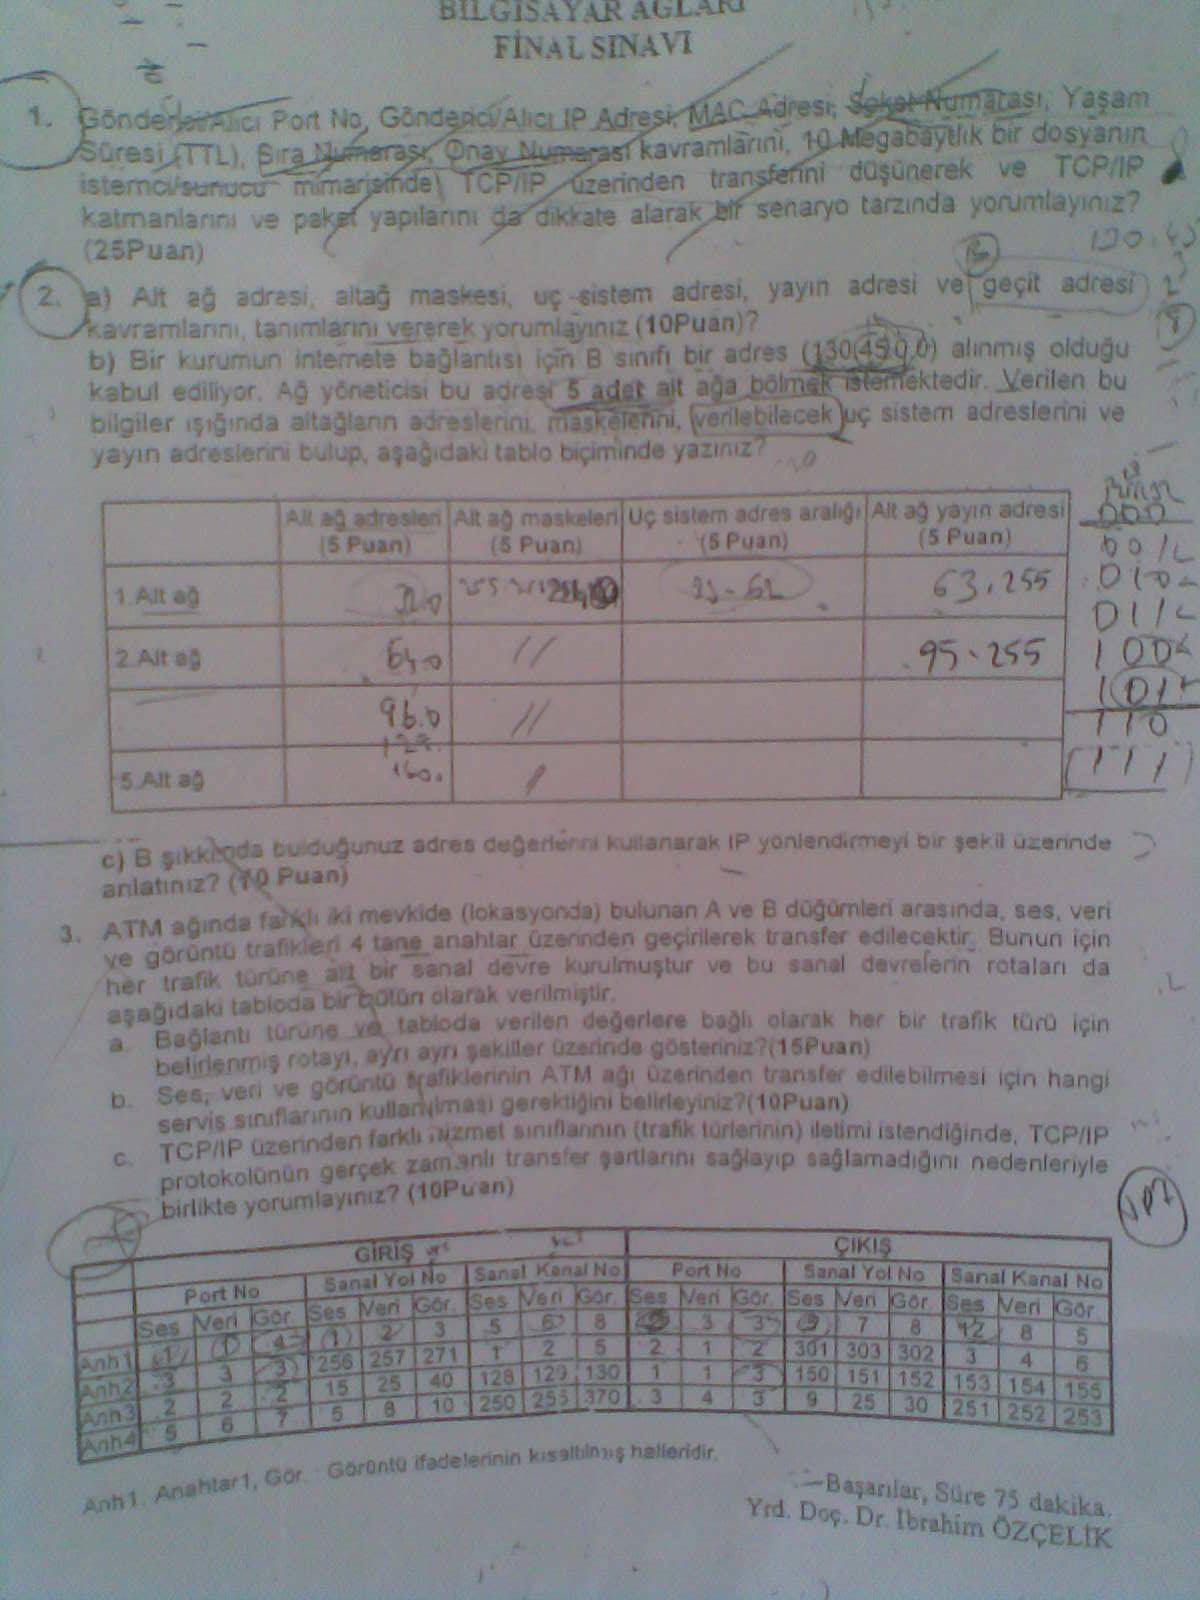 BİLGİSAYAR AĞLARI
FİNAL SINAVI
1. Gönderici/Alıcı Port No, Gönderici/Alıcı IP Adresi, MAC Adresi, Soket Numarası, Yaşam
Süresi (TTL), Sıra Numarası, Onay Numarası kavramlarını, 10 Megabaytlık bir dosyanın
istemci/sunucu mimarisinde TCP/IP üzerinden transferini düşünerek ve TCP/IP
katmanlarını ve paket yapılarını da dikkate alarak bir senaryo tarzında yorumlayınız?
(25Puan)
130.45
2. a) Alt ağ adresi, altağ maskesi, uç-sistem adresi, yayın adresi ve geçit adresi
kavramlarını, tanımlarını vererek yorumlayınız (10Puan)?
b) Bir kurumun internete bağlantısı için B sınıfı bir adres (130.45.0.0) alınmış olduğu
kabul ediliyor. Ağ yöneticisi bu adresi 5 adet alt ağa bölmek istemektedir. Verilen bu
bilgiler ışığında altağların adreslerini, maskelerini, verilebilecek uç sistem adreslerini ve
yayın adreslerini bulup, aşağıdaki tablo biçiminde yazınız?
Alt ağ adresleri Alt ağ maskeleri Uç sistem adres aralığı Alt ağ yayın adresi
(5 Puan) (5 Puan) (5 Puan) (5 Puan)
000
001
1.Alt ağ 32.0 63.255 010
011
2.Alt ağ 64.0 // 95.255 100
101
96.0 // 110
5.Alt ağ 160. / 111
c) B şıkkında bulduğunuz adres değerlerini kullanarak IP yönlendirmeyi bir şekil üzerinde
anlatınız? (10 Puan)
3. ATM ağında farklı iki mevkide (lokasyonda) bulunan A ve B düğümleri arasında, ses, veri
ve görüntü trafikleri 4 tane anahtar üzerinden geçirilerek transfer edilecektir. Bunun için
her trafik türüne ait bir sanal devre kurulmuştur ve bu sanal devrelerin rotaları da
aşağıdaki tabloda bir bütün olarak verilmiştir.
a. Bağlantı türüne ve tabloda verilen değerlere bağlı olarak her bir trafik türü için
belirlenmiş rotayı, ayrı ayrı şekiller üzerinde gösteriniz?(15Puan)
b. Ses, veri ve görüntü trafiklerinin ATM ağı üzerinden transfer edilebilmesi için hangi
servis sınıflarının kullanılması gerektiğini belirleyiniz?(10Puan)
c. TCP/IP üzerinden farklı hizmet sınıflarının (trafik türlerinin) iletimi istendiğinde, TCP/IP
protokolünün gerçek zamanlı transfer şartlarını sağlayıp sağlamadığını nedenleriyle
birlikte yorumlayınız? (10Puan)
GİRİŞ ÇIKIŞ
Port No Sanal Yol No Sanal Kanal No Port No Sanal Yol No Sanal Kanal No
Ses Veri Gör. Ses Veri Gör. Ses Veri Gör. Ses Veri Gör. Ses Veri Gör. Ses Veri Gör.
Anh1 1 1 4 1 2 3 5 6 8 2 3 3 9 7 8 12 8 5
Anh2 3 3 3 256 257 271 1 2 5 2 1 2 301 303 302 3 4 6
Anh3 2 2 2 15 25 40 128 129 130 1 1 3 150 151 152 153 154 155
Anh4 5 6 7 5 8 10 250 255 370 3 4 3 9 25 30 251 252 253
Anh1. Anahtar1, Gör. : Görüntü ifadelerinin kısaltılmış halleridir.
Başarılar, Süre 75 dakika.
Yrd. Doç. Dr. İbrahim ÖZÇELİK